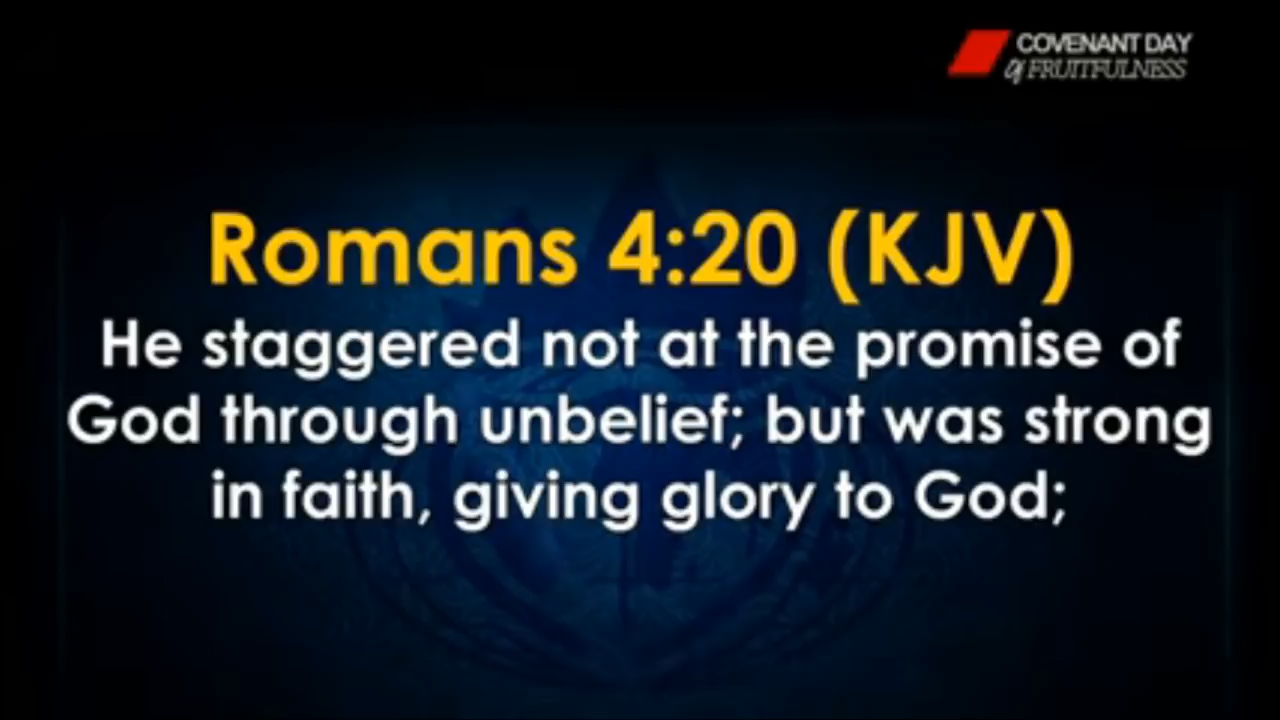 COVENANT DAY
Of FRUITFULNESS
Romans 4:20 (KJV)
He staggered not at the promise of
God through unbelief; but was strong
in faith, giving glory to God;